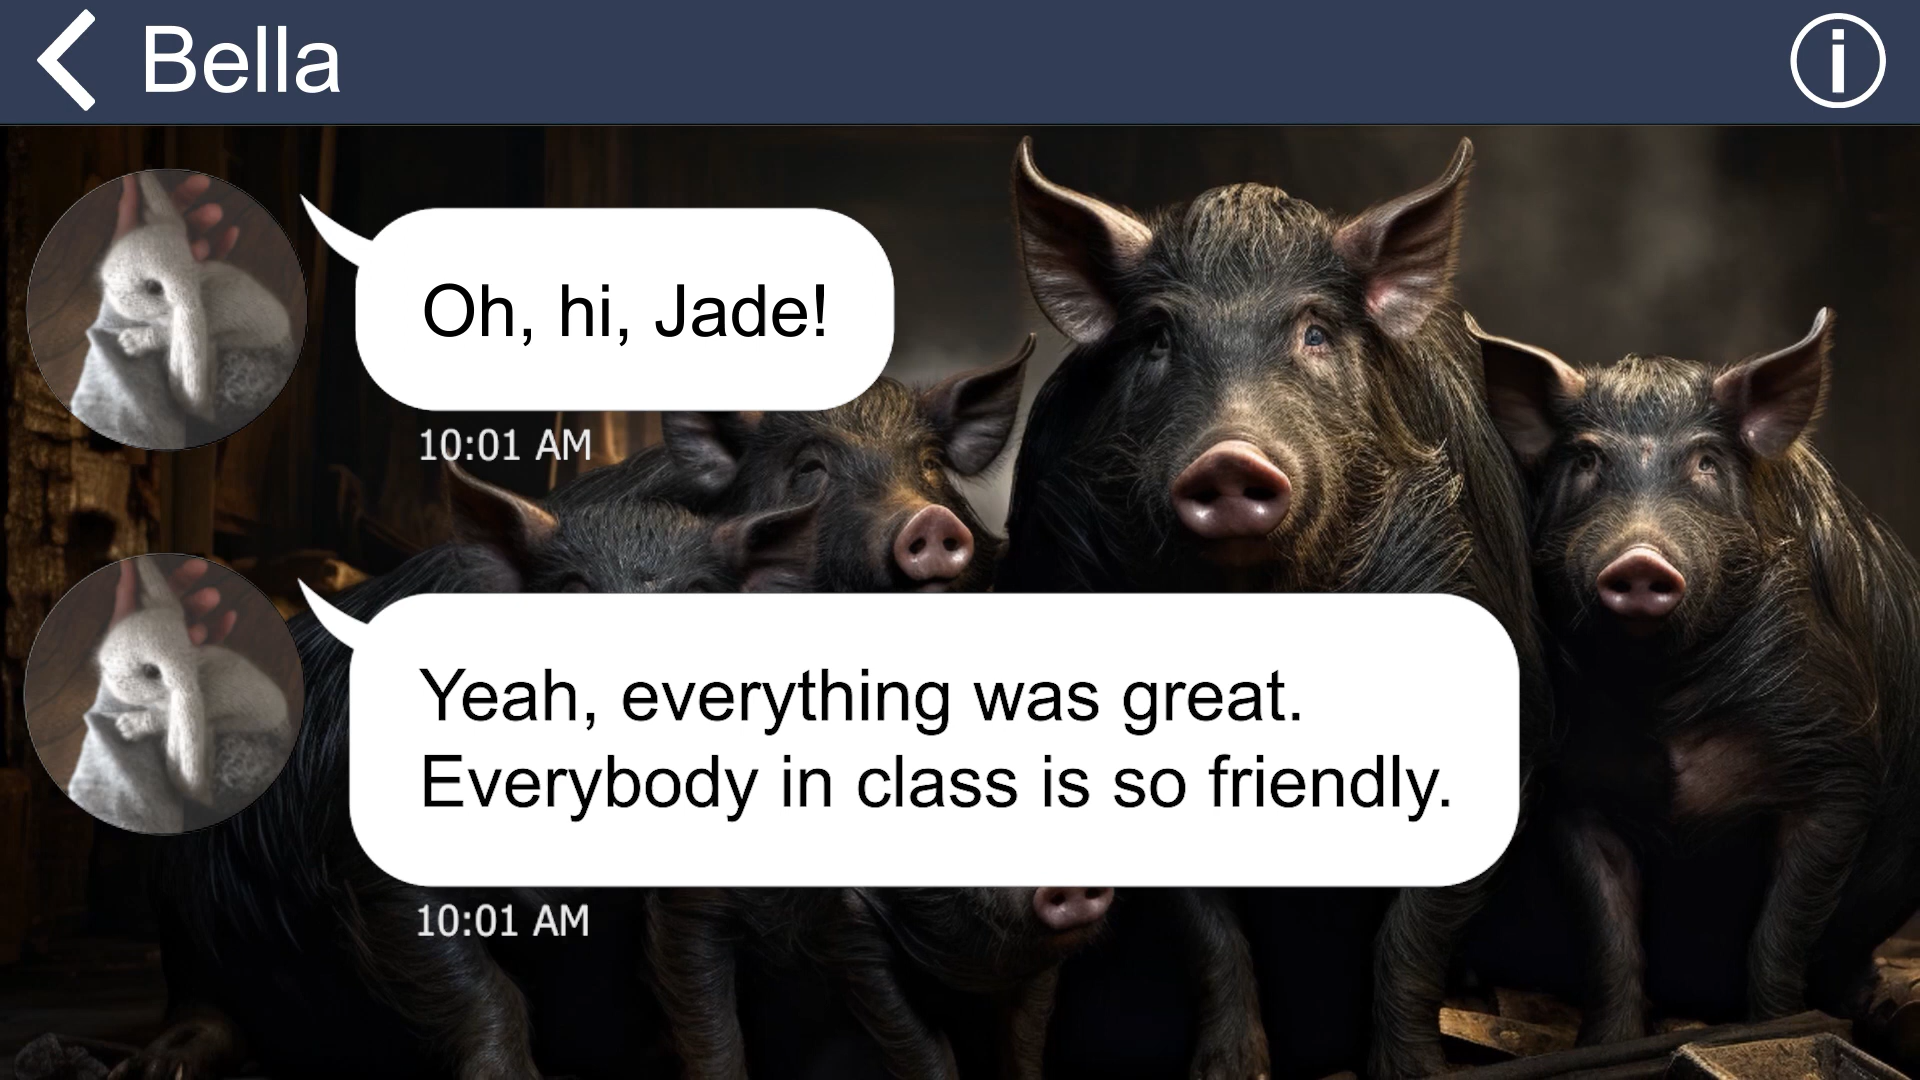 Bella
Oh, hi, Jade!
10:01 AM
Yeah, everything was great.
Everybody in class is so friendly.
10:01 AM